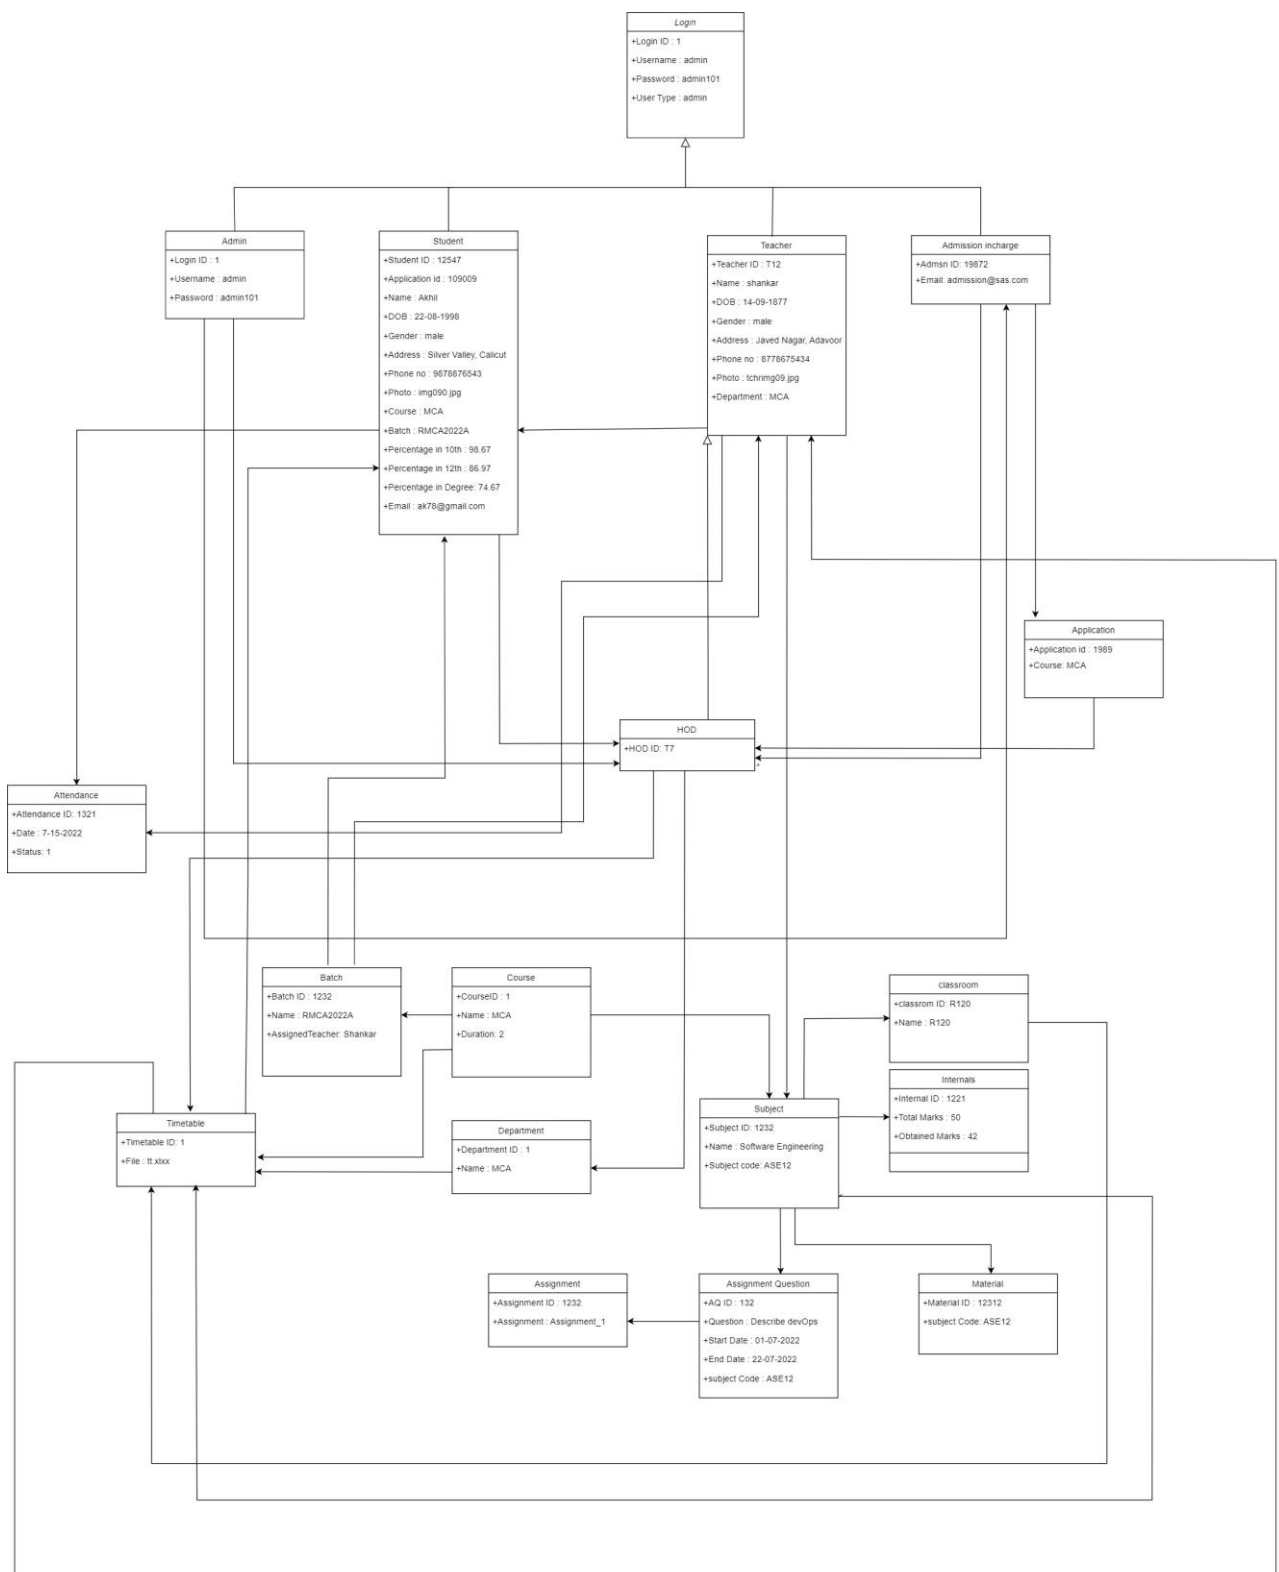 Login
+Login ID : 1
+Username : admin
+Password : admin101
+User Type : admin
Admin
+Login ID : 1
+Username : admin
+Password : admin101
Student
+Student ID : 12547
+Application id : 109009
+Name : Akhil
+DOB : 22-08-1998
+Gender : male
+Address : Silver Valley, Calicut
+Phone no : 9878876543
+Photo : img090.jpg
+Course : MCA
+Batch : RMCA2022A
+Percentage in 10th : 98.67
+Percentage in 12th : 86.97
+Percentage in Degree: 74.67
+Email : ak78@gmail.com
Teacher
+Teacher ID : T12
+Name : shankar
+DOB : 14-09-1877
+Gender : male
+Address : Javed Nagar, Adavoor
+Phone no : 8778675434
+Photo : tchrimg09.jpg
+Department : MCA
Admission incharge
+Admsn ID: 19872
+Email: admission@sas.com
Application
+Application id : 1989
+Course: MCA
HOD
+HOD ID: T7
*
Attendance
+Attendance ID: 1321
+Date : 7-15-2022
+Status: 1
Batch
+Batch ID : 1232
+Name : RMCA2022A
+AssignedTeacher: Shankar
Course
+CourseID : 1
+Name : MCA
+Duration: 2
classroom
+classrom ID: R120
+Name : R120
Internals
+Internal ID : 1221
+Total Marks : 50
+Obtained Marks : 42
Timetable
+Timetable ID: 1
+File : tt.xlxx
Department
+Department ID : 1
+Name : MCA
Subject
+Subject ID: 1232
+Name : Software Engineering
+Subject code: ASE12
Assignment
+Assignment ID : 1232
+Assignment : Assignment_1
Assignment Question
+AQ ID : 132
+Question : Describe devOps
+Start Date : 01-07-2022
+End Date : 22-07-2022
+subject Code : ASE12
Material
+Material ID : 12312
+subject Code: ASE12